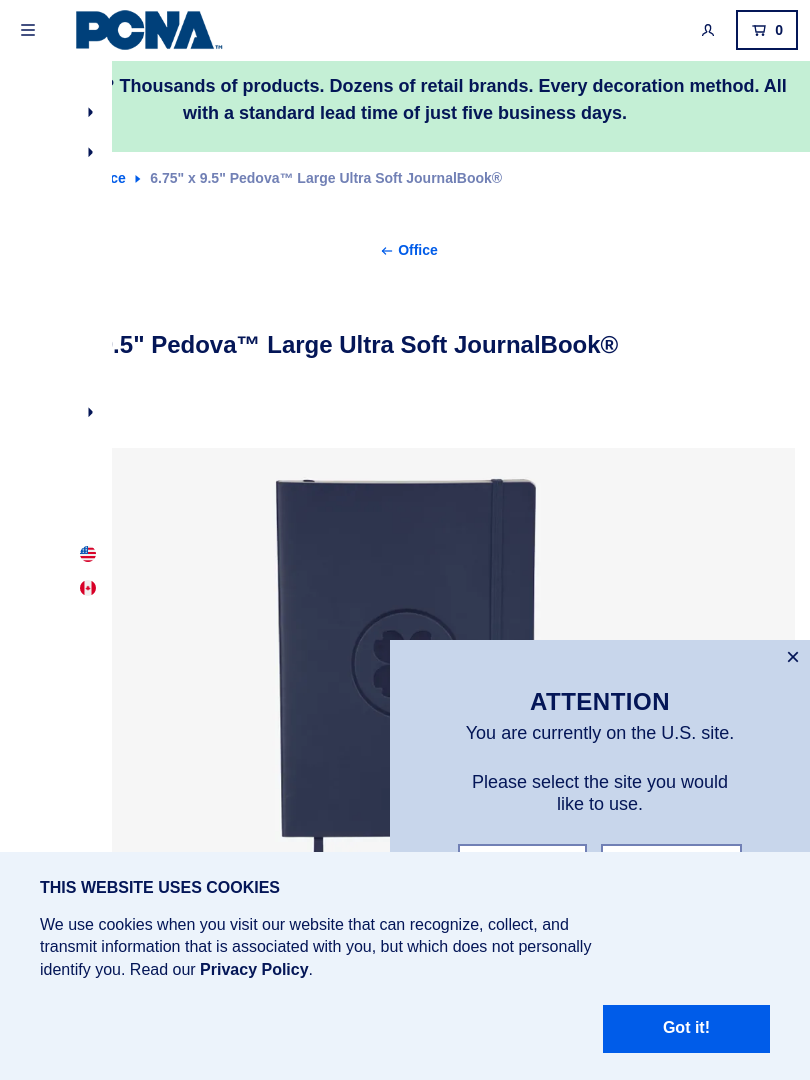 PCNA™
0
? Thousands of products. Dozens of retail brands. Every decoration method. All
with a standard lead time of just five business days.
ce 6.75" x 9.5" Pedova™ Large Ultra Soft JournalBook®
Office
.5" Pedova™ Large Ultra Soft JournalBook®
ATTENTION
You are currently on the U.S. site.
Please select the site you would
like to use.
THIS WEBSITE USES COOKIES
We use cookies when you visit our website that can recognize, collect, and
transmit information that is associated with you, but which does not personally
identify you. Read our Privacy Policy.
Got it!